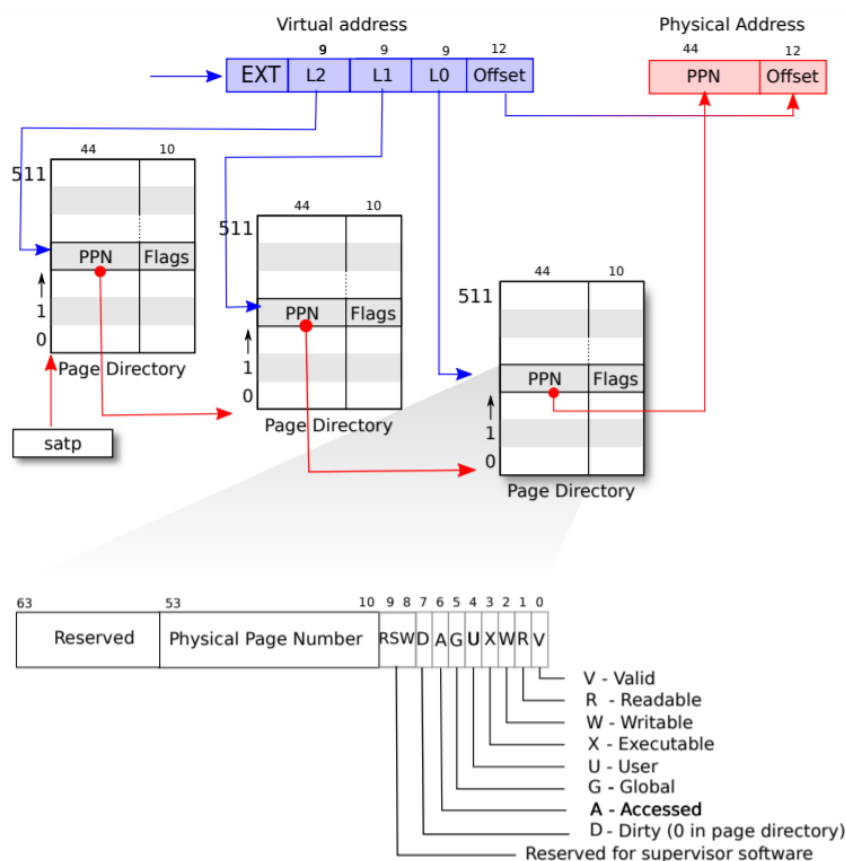 Virtual address
Physical Address
9 9 9 12
44 12
EXT L2 L1 L0 Offset
PPN Offset
44 10
511
PPN Flags
1
0
Page Directory
satp
44 10
511
PPN Flags
1
0
Page Directory
44 10
511
PPN Flags
1
0
Page Directory
63 53 10 9 8 7 6 5 4 3 2 1 0
Reserved Physical Page Number RSW D A G U X W R V
V - Valid
R - Readable
W - Writable
X - Executable
U - User
G - Global
A - Accessed
D - Dirty (0 in page directory)
Reserved for supervisor software